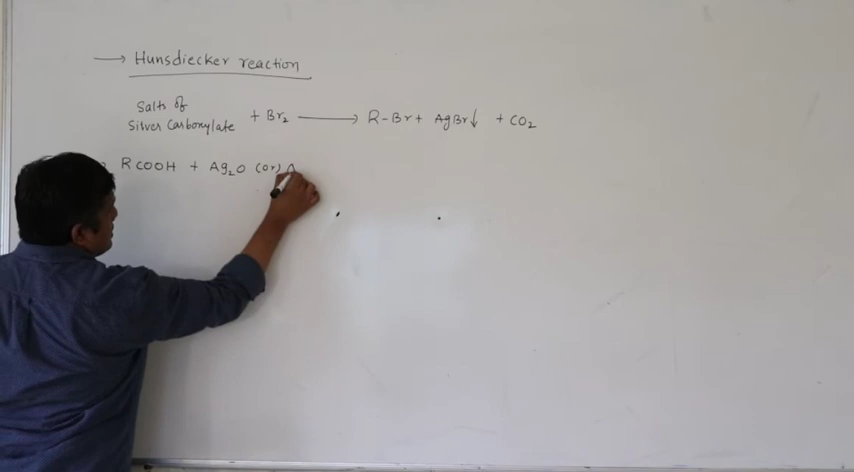 → Hunsdiecker reaction
Salts of
Silver Carboxylate + Br₂ ⟶ R-Br + AgBr↓ + CO₂
RCOOH + Ag₂O (or) A